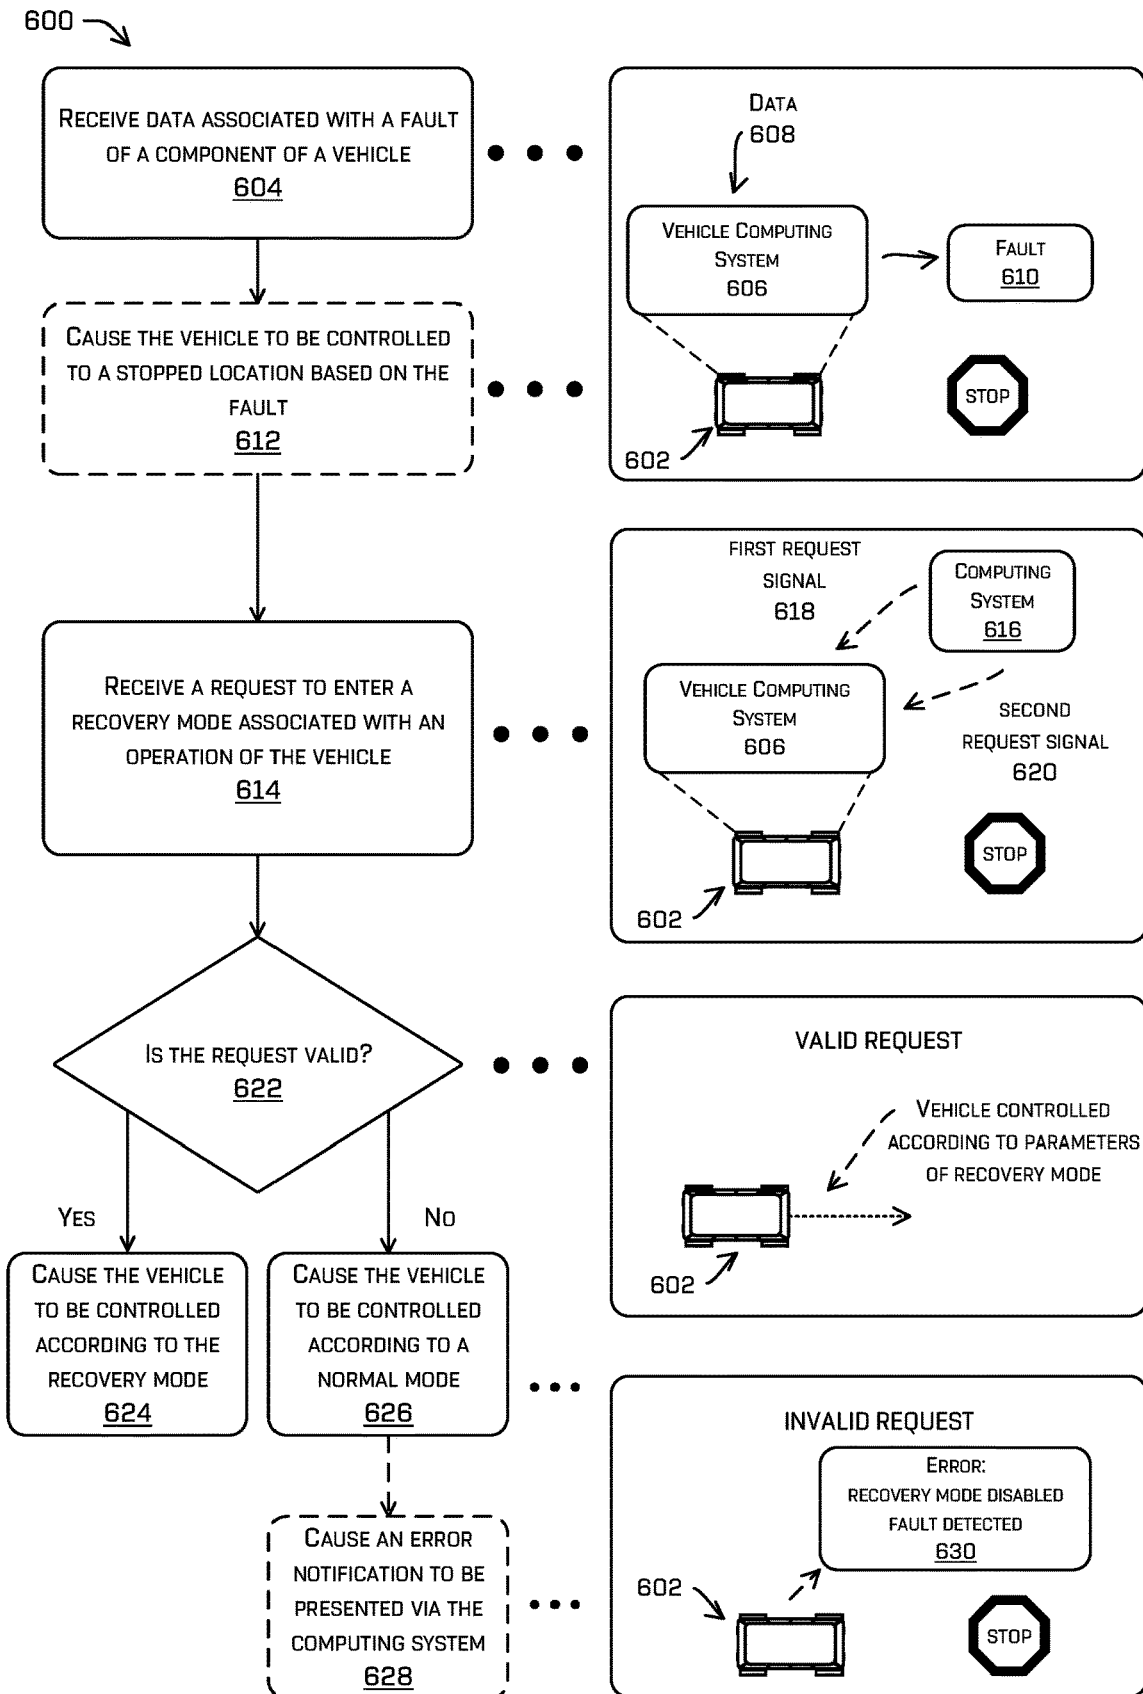 600
RECEIVE DATA ASSOCIATED WITH A FAULT
OF A COMPONENT OF A VEHICLE
604
DATA
608
VEHICLE COMPUTING
SYSTEM
606
FAULT
610
STOP
602
CAUSE THE VEHICLE TO BE CONTROLLED
TO A STOPPED LOCATION BASED ON THE
FAULT
612
RECEIVE A REQUEST TO ENTER A
RECOVERY MODE ASSOCIATED WITH AN
OPERATION OF THE VEHICLE
614
FIRST REQUEST
SIGNAL
618
COMPUTING
SYSTEM
616
VEHICLE COMPUTING
SYSTEM
606
SECOND
REQUEST SIGNAL
620
STOP
602
IS THE REQUEST VALID?
622
VALID REQUEST
VEHICLE CONTROLLED
ACCORDING TO PARAMETERS
OF RECOVERY MODE
602
YES
NO
CAUSE THE VEHICLE
TO BE CONTROLLED
ACCORDING TO THE
RECOVERY MODE
624
CAUSE THE VEHICLE
TO BE CONTROLLED
ACCORDING TO A
NORMAL MODE
626
INVALID REQUEST
ERROR:
RECOVERY MODE DISABLED
FAULT DETECTED
630
602
STOP
CAUSE AN ERROR
NOTIFICATION TO BE
PRESENTED VIA THE
COMPUTING SYSTEM
628